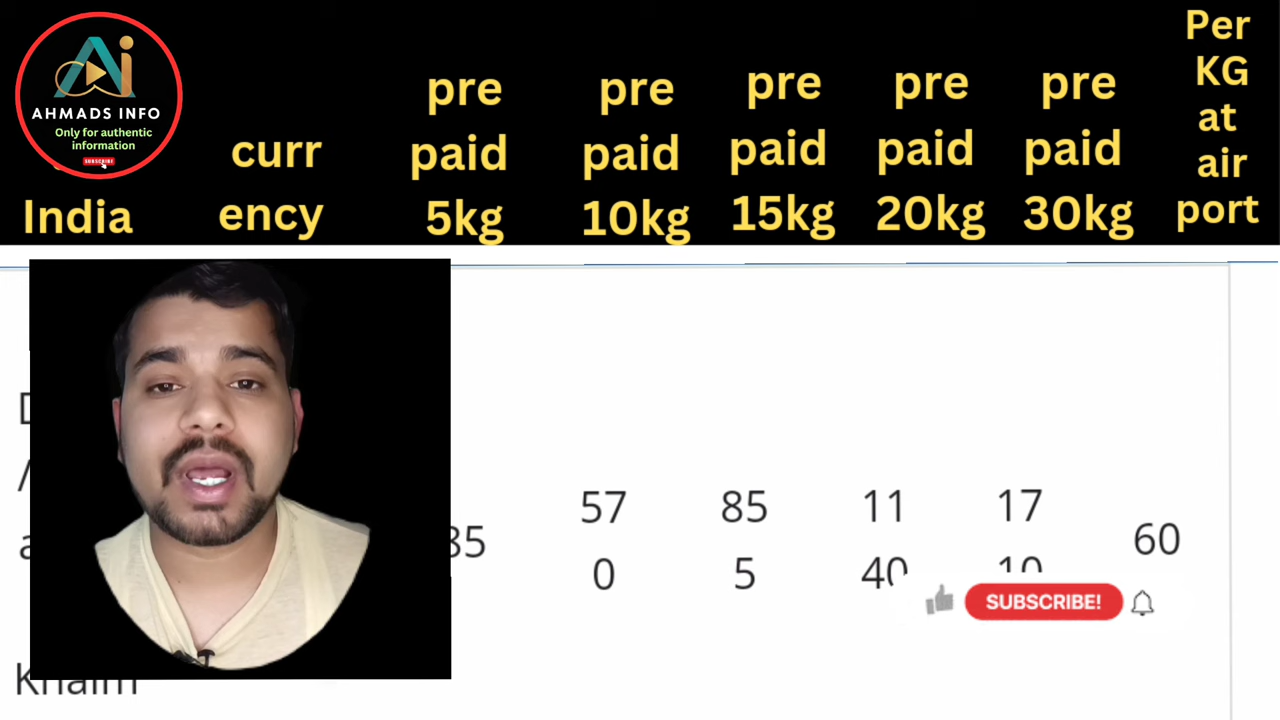 AHMADS INFO
Only for authentic
information
SUBSCRIBE
India
curr
ency
pre
paid
5kg
pre
paid
10kg
pre
paid
15kg
pre
paid
20kg
pre
paid
30kg
Per
KG
at
air
port
57
0
85
5
11
40
17
10
60
SUBSCRIBE!